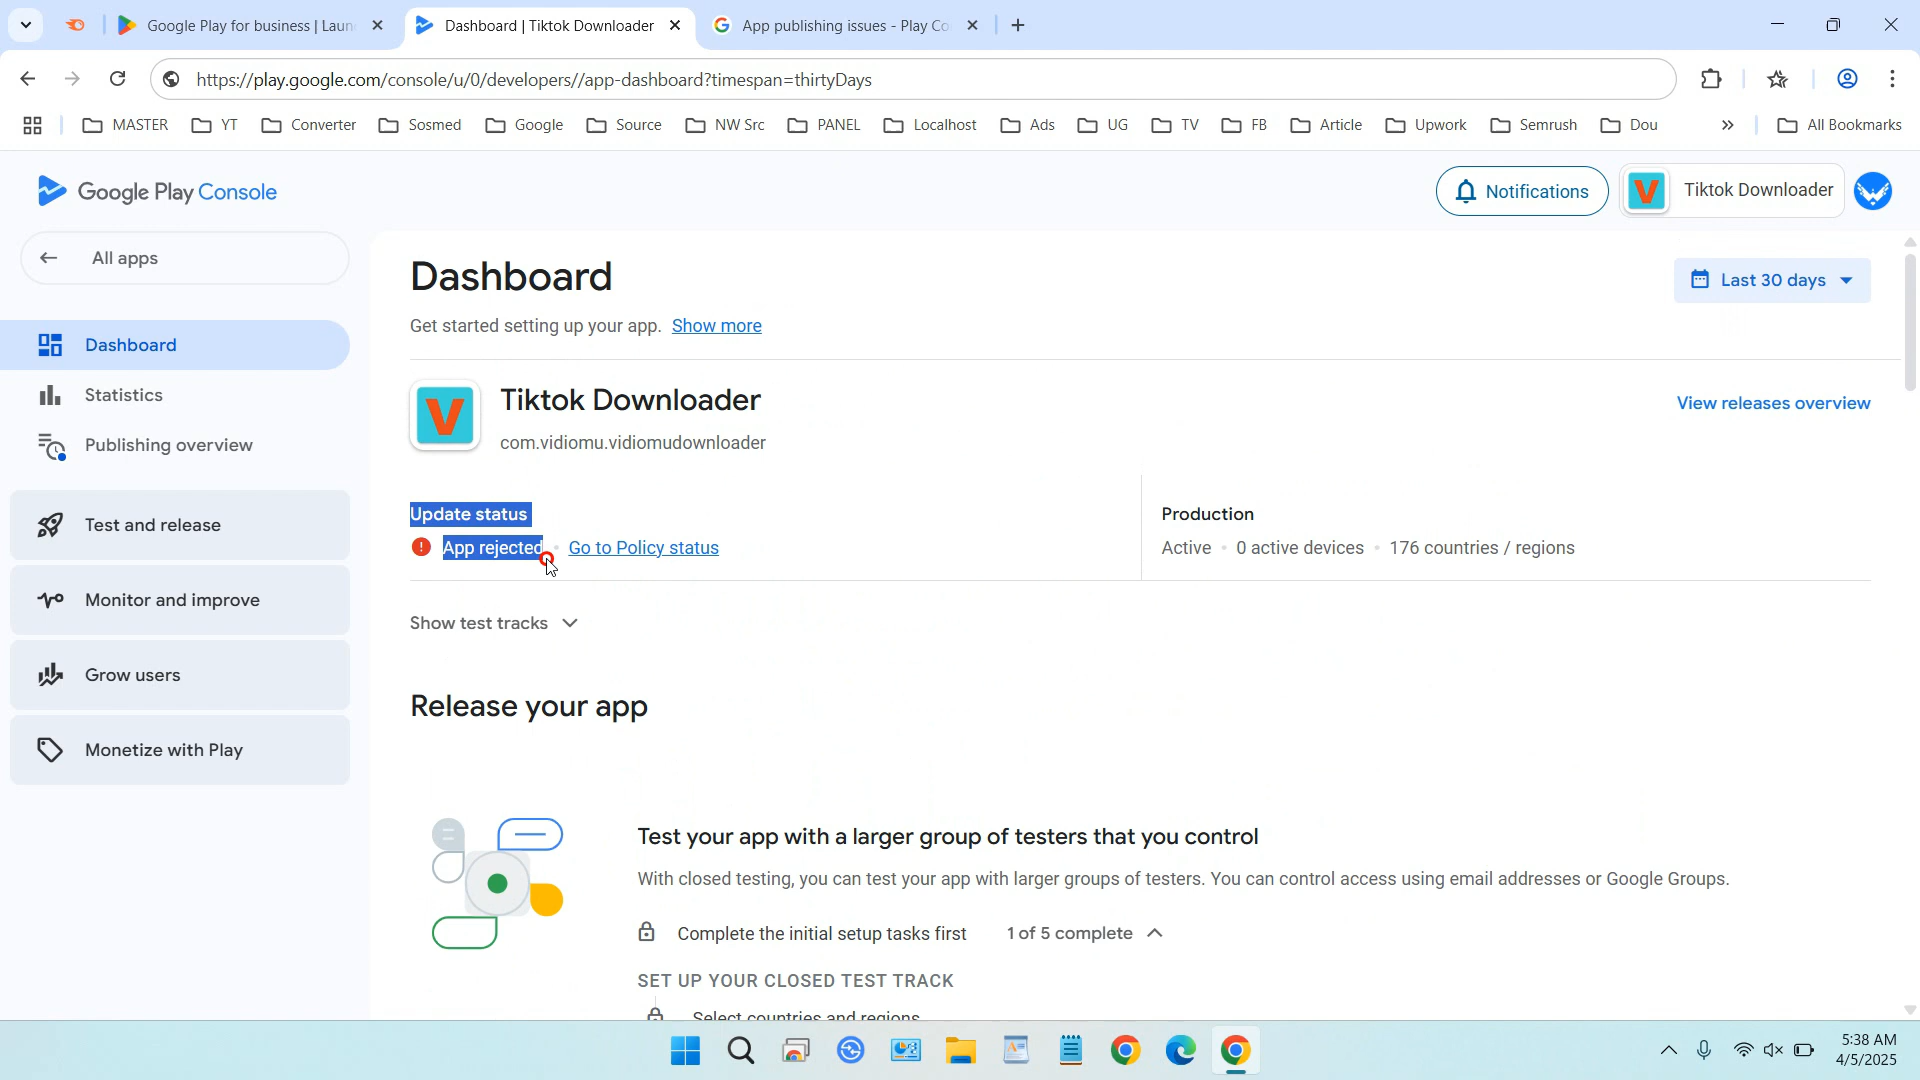 Google Play for business | Laun
Dashboard | Tiktok Downloader
App publishing issues - Play Co
https://play.google.com/console/u/0/developers//app-dashboard?timespan=thirtyDays
MASTER
YT
Converter
Sosmed
Google
Source
NW Src
PANEL
Localhost
Ads
UG
TV
FB
Article
Upwork
Semrush
Dou
All Bookmarks
Google Play Console
Notifications
Tiktok Downloader
All apps
Dashboard
Statistics
Publishing overview
Test and release
Monitor and improve
Grow users
Monetize with Play
Dashboard
Last 30 days
Get started setting up your app. Show more
V
Tiktok Downloader
View releases overview
com.vidiomu.vidiomudownloader
Update status
App rejected • Go to Policy status
Production
Active • 0 active devices • 176 countries / regions
Show test tracks
Release your app
Test your app with a larger group of testers that you control
With closed testing, you can test your app with larger groups of testers. You can control access using email addresses or Google Groups.
Complete the initial setup tasks first
1 of 5 complete
SET UP YOUR CLOSED TEST TRACK
Select countries and regions
5:38 AM
4/5/2025